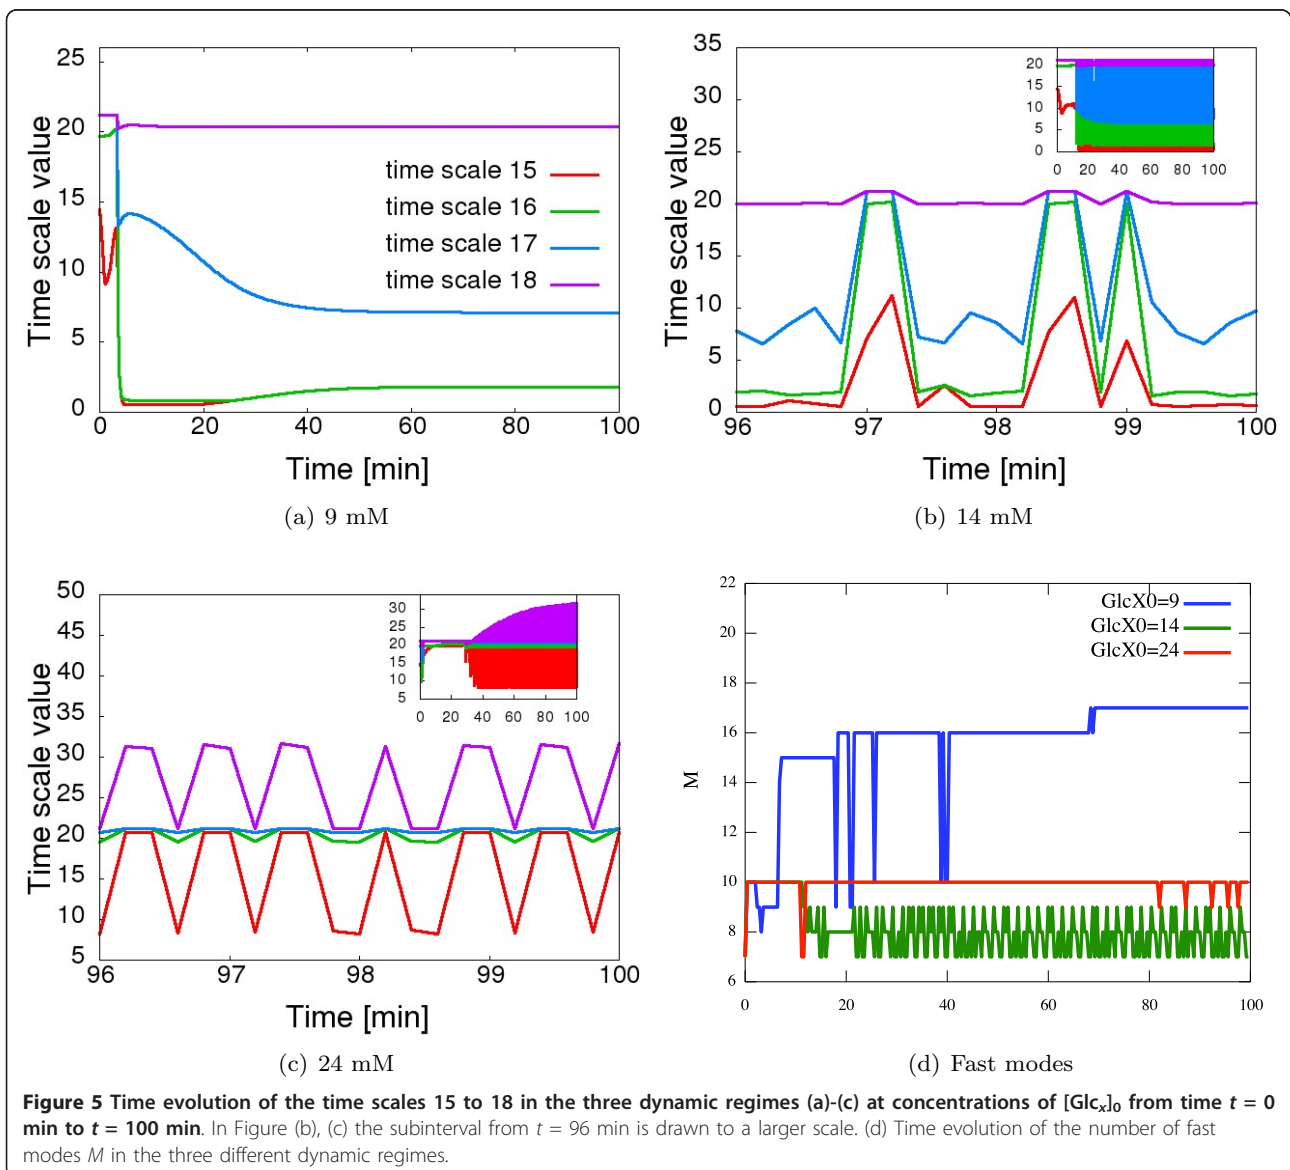 25
20
15
10
5
0
Time scale value
time scale 15
time scale 16
time scale 17
time scale 18
0 20 40 60 80 100
Time [min]
(a) 9 mM
35
30
25
20
15
10
5
0
Time scale value
20
15
10
5
0
0 20 40 60 80 100
96 97 98 99 100
Time [min]
(b) 14 mM
50
45
40
35
30
25
20
15
10
5
Time scale value
30
25
20
15
10
5
0 20 40 60 80 100
96 97 98 99 100
Time [min]
(c) 24 mM
22
20
18
16
14
12
10
8
6
M
GlcX0=9
GlcX0=14
GlcX0=24
0 20 40 60 80 100
(d) Fast modes
Figure 5 Time evolution of the time scales 15 to 18 in the three dynamic regimes (a)-(c) at concentrations of [Glcₓ]₀ from time t = 0
min to t = 100 min. In Figure (b), (c) the subinterval from t = 96 min is drawn to a larger scale. (d) Time evolution of the number of fast
modes M in the three different dynamic regimes.